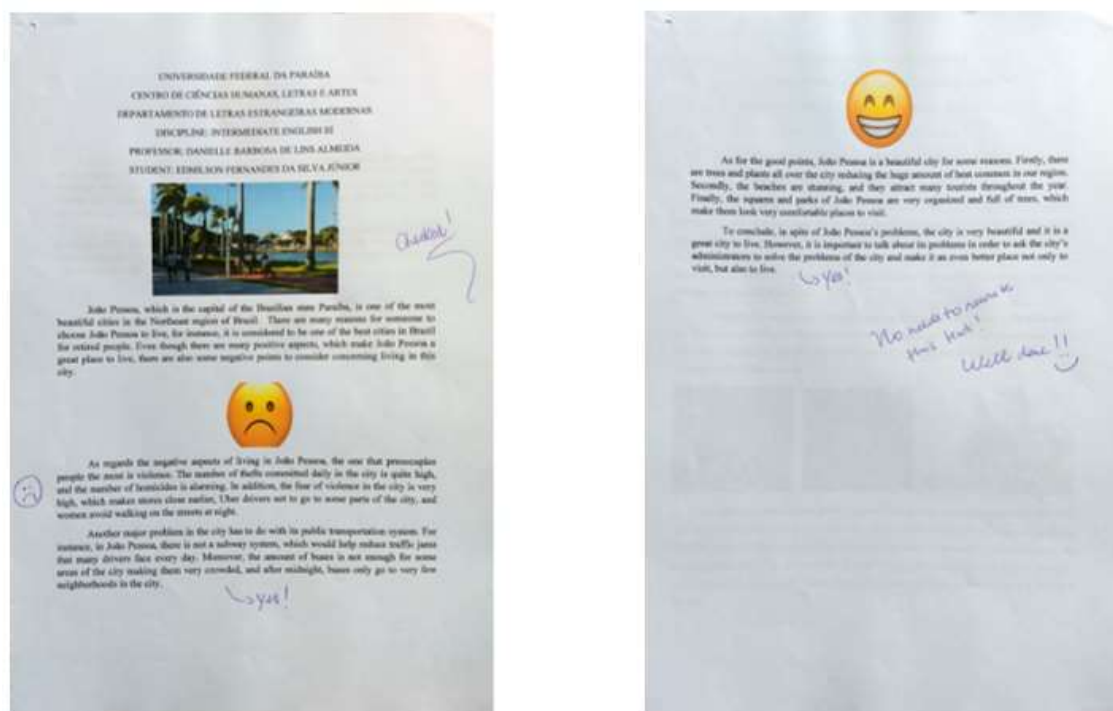 UNIVERSIDADE FEDERAL DA PARAÍBA
CENTRO DE CIÊNCIAS HUMANAS, LETRAS E ARTES
DEPARTAMENTO DE LETRAS ESTRANGEIRAS MODERNAS
DISCIPLINE: INTERMEDIATE ENGLISH III
PROFESSOR: DANIELLE BARBOSA DE LINS ALMEIDA
STUDENT: EDMILSON FERNANDES DA SILVA JÚNIOR
Checked!
João Pessoa, which is the capital of the Brazilian state Paraíba, is one of the most
beautiful cities in the Northeast region of Brazil. There are many reasons for someone to
choose João Pessoa to live, for instance, it is considered to be one of the best cities in Brazil
for retired people. Even though there are many positive aspects, which make João Pessoa a
great place to live, there are also some negative points to consider concerning living in this
city.
As regards the negative aspects of living in João Pessoa, the one that preoccupies
people the most is violence. The number of thefts committed daily in the city is quite high,
and the number of homicides is alarming. In addition, the fear of violence in the city is very
high, which makes stores close earlier, Uber drivers not to go to some parts of the city, and
women avoid walking on the streets at night.
Another major problem in the city has to do with its public transportation system. For
instance, in João Pessoa, there is not a subway system, which would help reduce traffic jams
that many drivers face every day. Moreover, the amount of buses is not enough for some
areas of the city making them very crowded, and after midnight, buses only go to very few
neighborhoods in the city.
yes!
As for the good points, João Pessoa is a beautiful city for some reasons. Firstly, there
are trees and plants all over the city reducing the huge amount of heat common in our region.
Secondly, the beaches are stunning, and they attract many tourists throughout the year.
Finally, the squares and parks of João Pessoa are very organized and full of trees, which
make them look very comfortable places to visit.
To conclude, in spite of João Pessoa's problems, the city is very beautiful and it is a
great city to live. However, it is important to talk about its problems in order to ask the city's
administrators to solve the problems of the city and make it an even better place not only to
visit, but also to live.
yes!
No need to rewrite
this text!
Well done!!